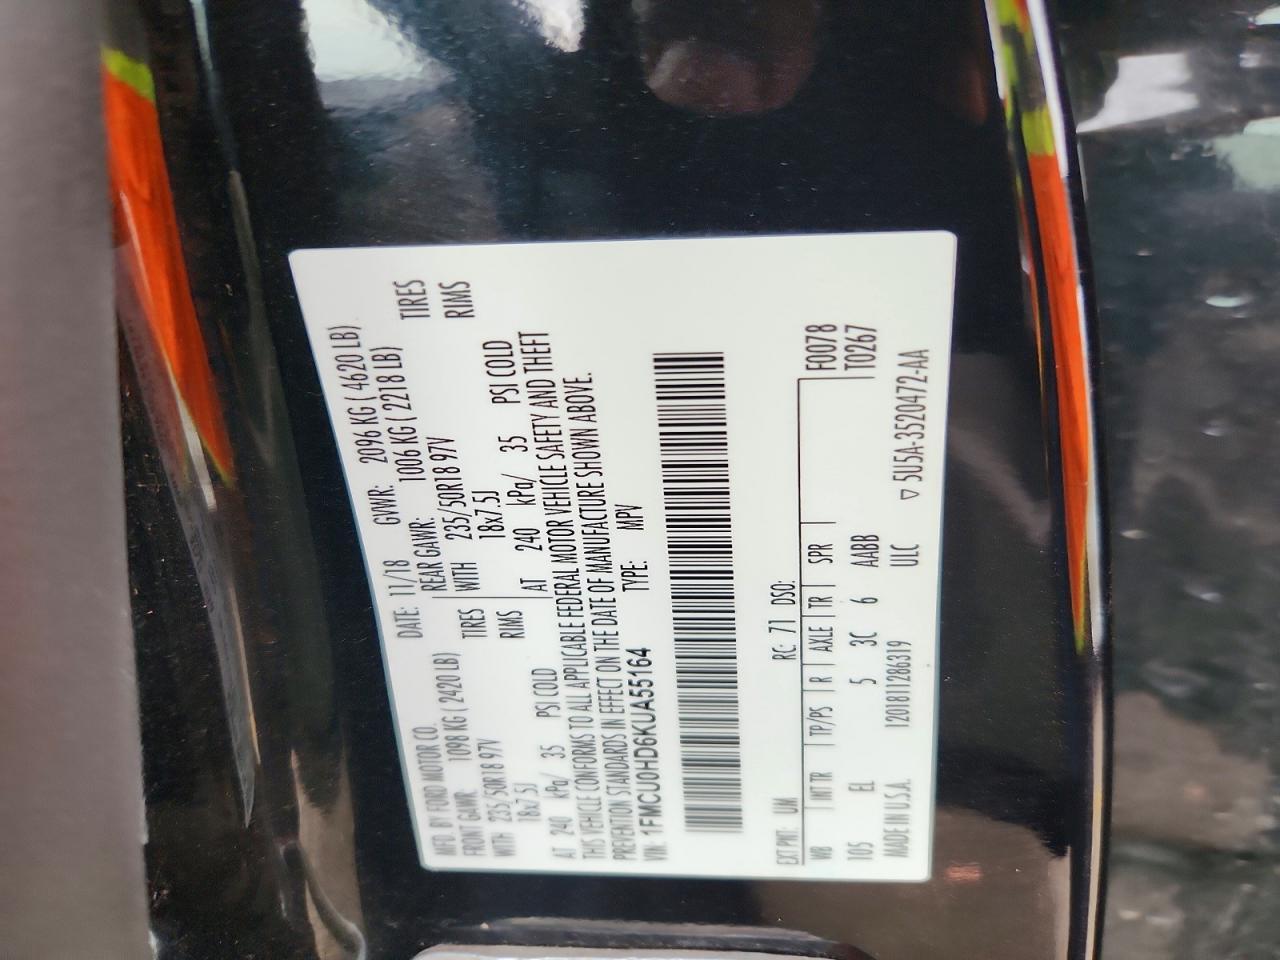 MFD. BY FORD MOTOR CO.
DATE: 11/18 GVWR: 2096 KG ( 4620 LB)
FRONT GAWR: 1098 KG ( 2420 LB) REAR GAWR: 1006 KG ( 2218 LB)
WITH 235/50R18 97V TIRES WITH 235/50R18 97V TIRES
18x7.5J RIMS 18x7.5J RIMS
AT 240 kPa/ 35 PSI COLD AT 240 kPa/ 35 PSI COLD
THIS VEHICLE CONFORMS TO ALL APPLICABLE FEDERAL MOTOR VEHICLE SAFETY AND THEFT
PREVENTION STANDARDS IN EFFECT ON THE DATE OF MANUFACTURE SHOWN ABOVE.
VIN: 1FMCU0HD6KUA55164 TYPE: MPV
EXT PNT: UM RC: 71 DSO:
WB INT TR TP/PS R AXLE TR SPR F0078
105 EL 5 3C 6 AABB T0267
MADE IN U.S.A. 1201811286319 ULC ▽ 5U5A-3520472-AA